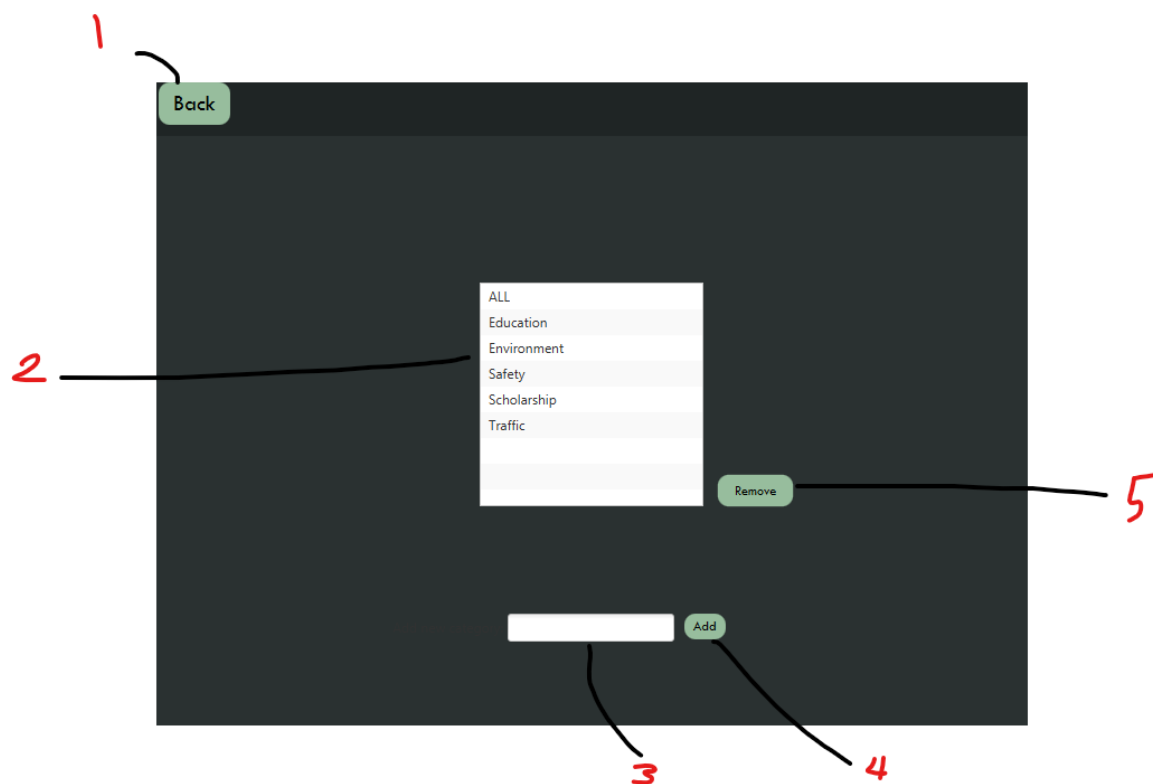 1
Back
ALL
Education
Environment
2
Safety
Scholarship
Traffic
Remove
5
Add
3
4